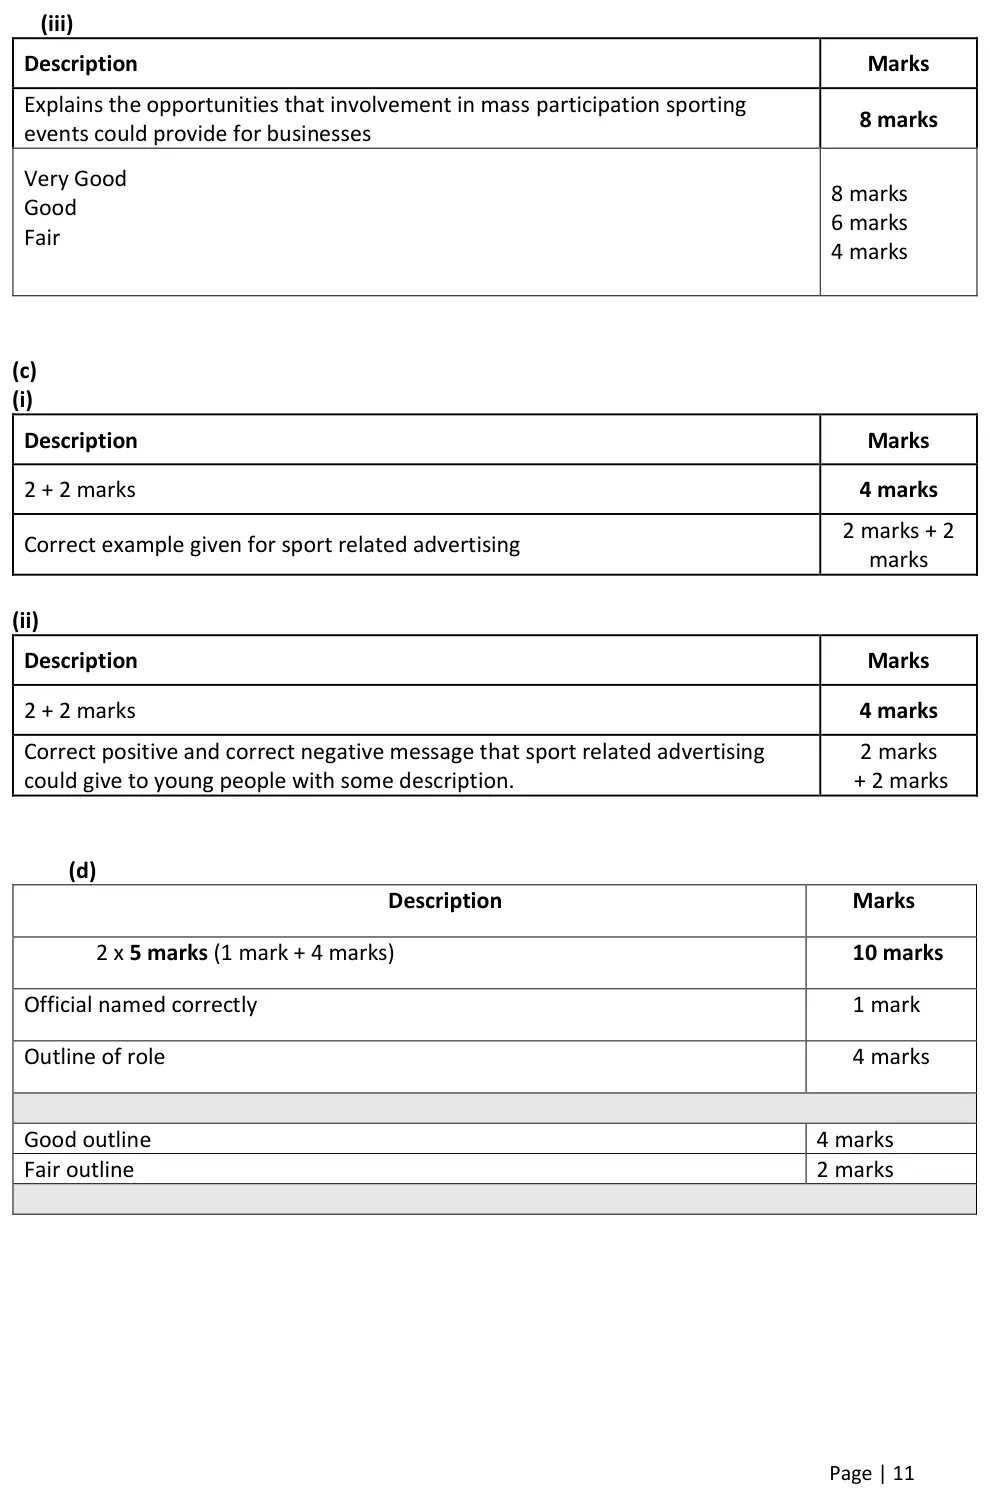 (iii)
Description Marks
Explains the opportunities that involvement in mass participation sporting
events could provide for businesses
8 marks
Very Good
Good
Fair
8 marks
6 marks
4 marks
(c)
(i)
Description Marks
2 + 2 marks 4 marks
Correct example given for sport related advertising
2 marks + 2
marks
(ii)
Description Marks
2 + 2 marks 4 marks
Correct positive and correct negative message that sport related advertising
could give to young people with some description.
2 marks
+ 2 marks
(d)
Description Marks
2 x 5 marks (1 mark + 4 marks) 10 marks
Official named correctly 1 mark
Outline of role 4 marks
Good outline 4 marks
Fair outline 2 marks
Page | 11